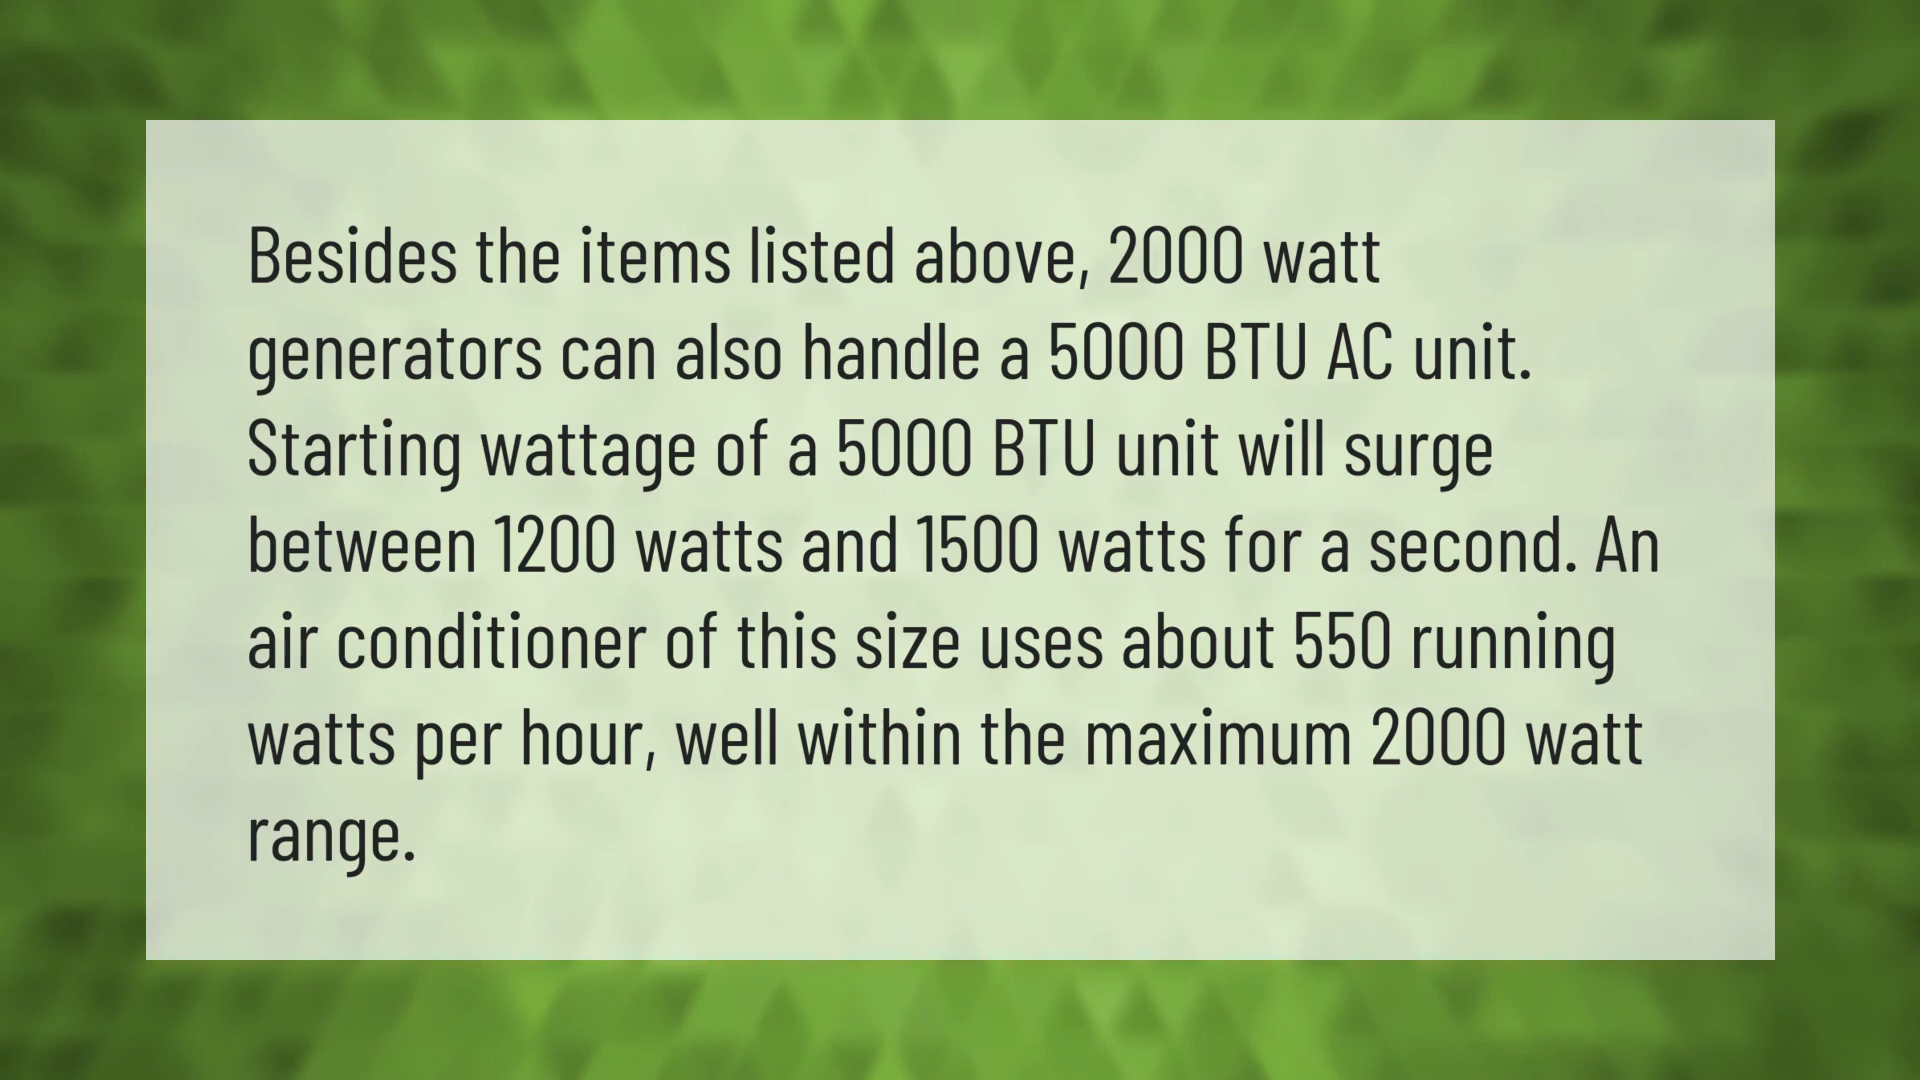 Besides the items listed above, 2000 watt
generators can also handle a 5000 BTU AC unit.
Starting wattage of a 5000 BTU unit will surge
between 1200 watts and 1500 watts for a second. An
air conditioner of this size uses about 550 running
watts per hour, well within the maximum 2000 watt
range.